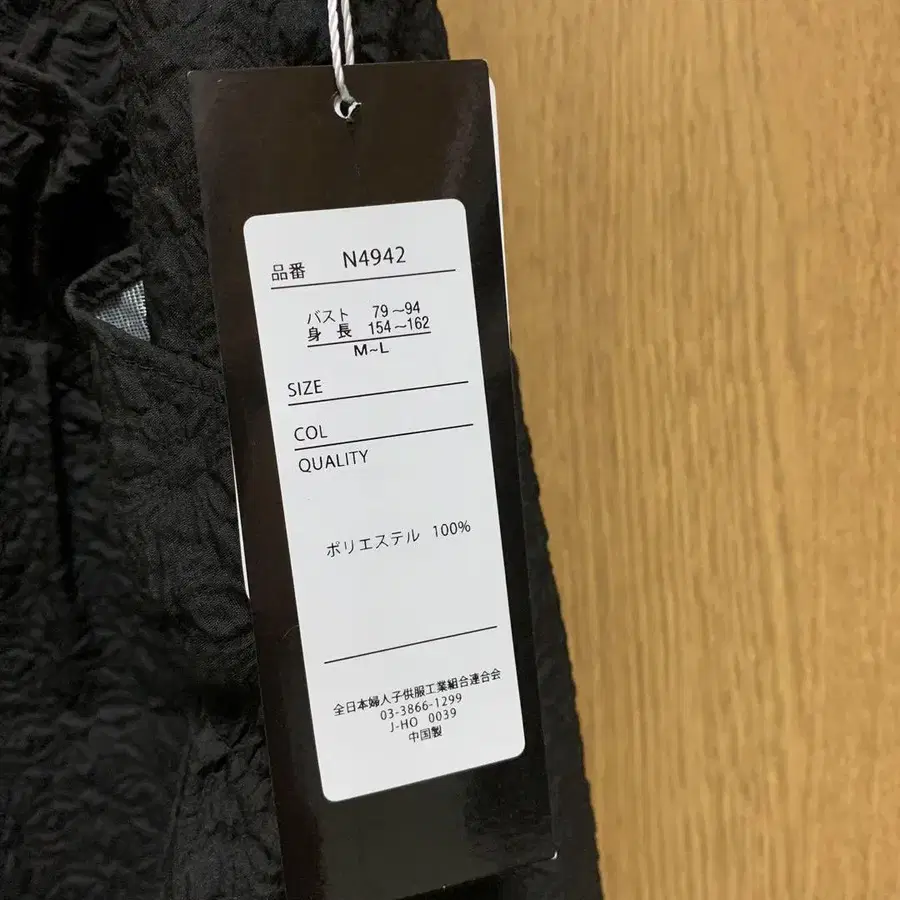 品番 N4942
バスト 79～94
身 長 154～162
M～L
SIZE
COL
QUALITY
ポリエステル 100%
全日本婦人子供服工業組合連合会
03-3866-1299
J-HO 0039
中国製